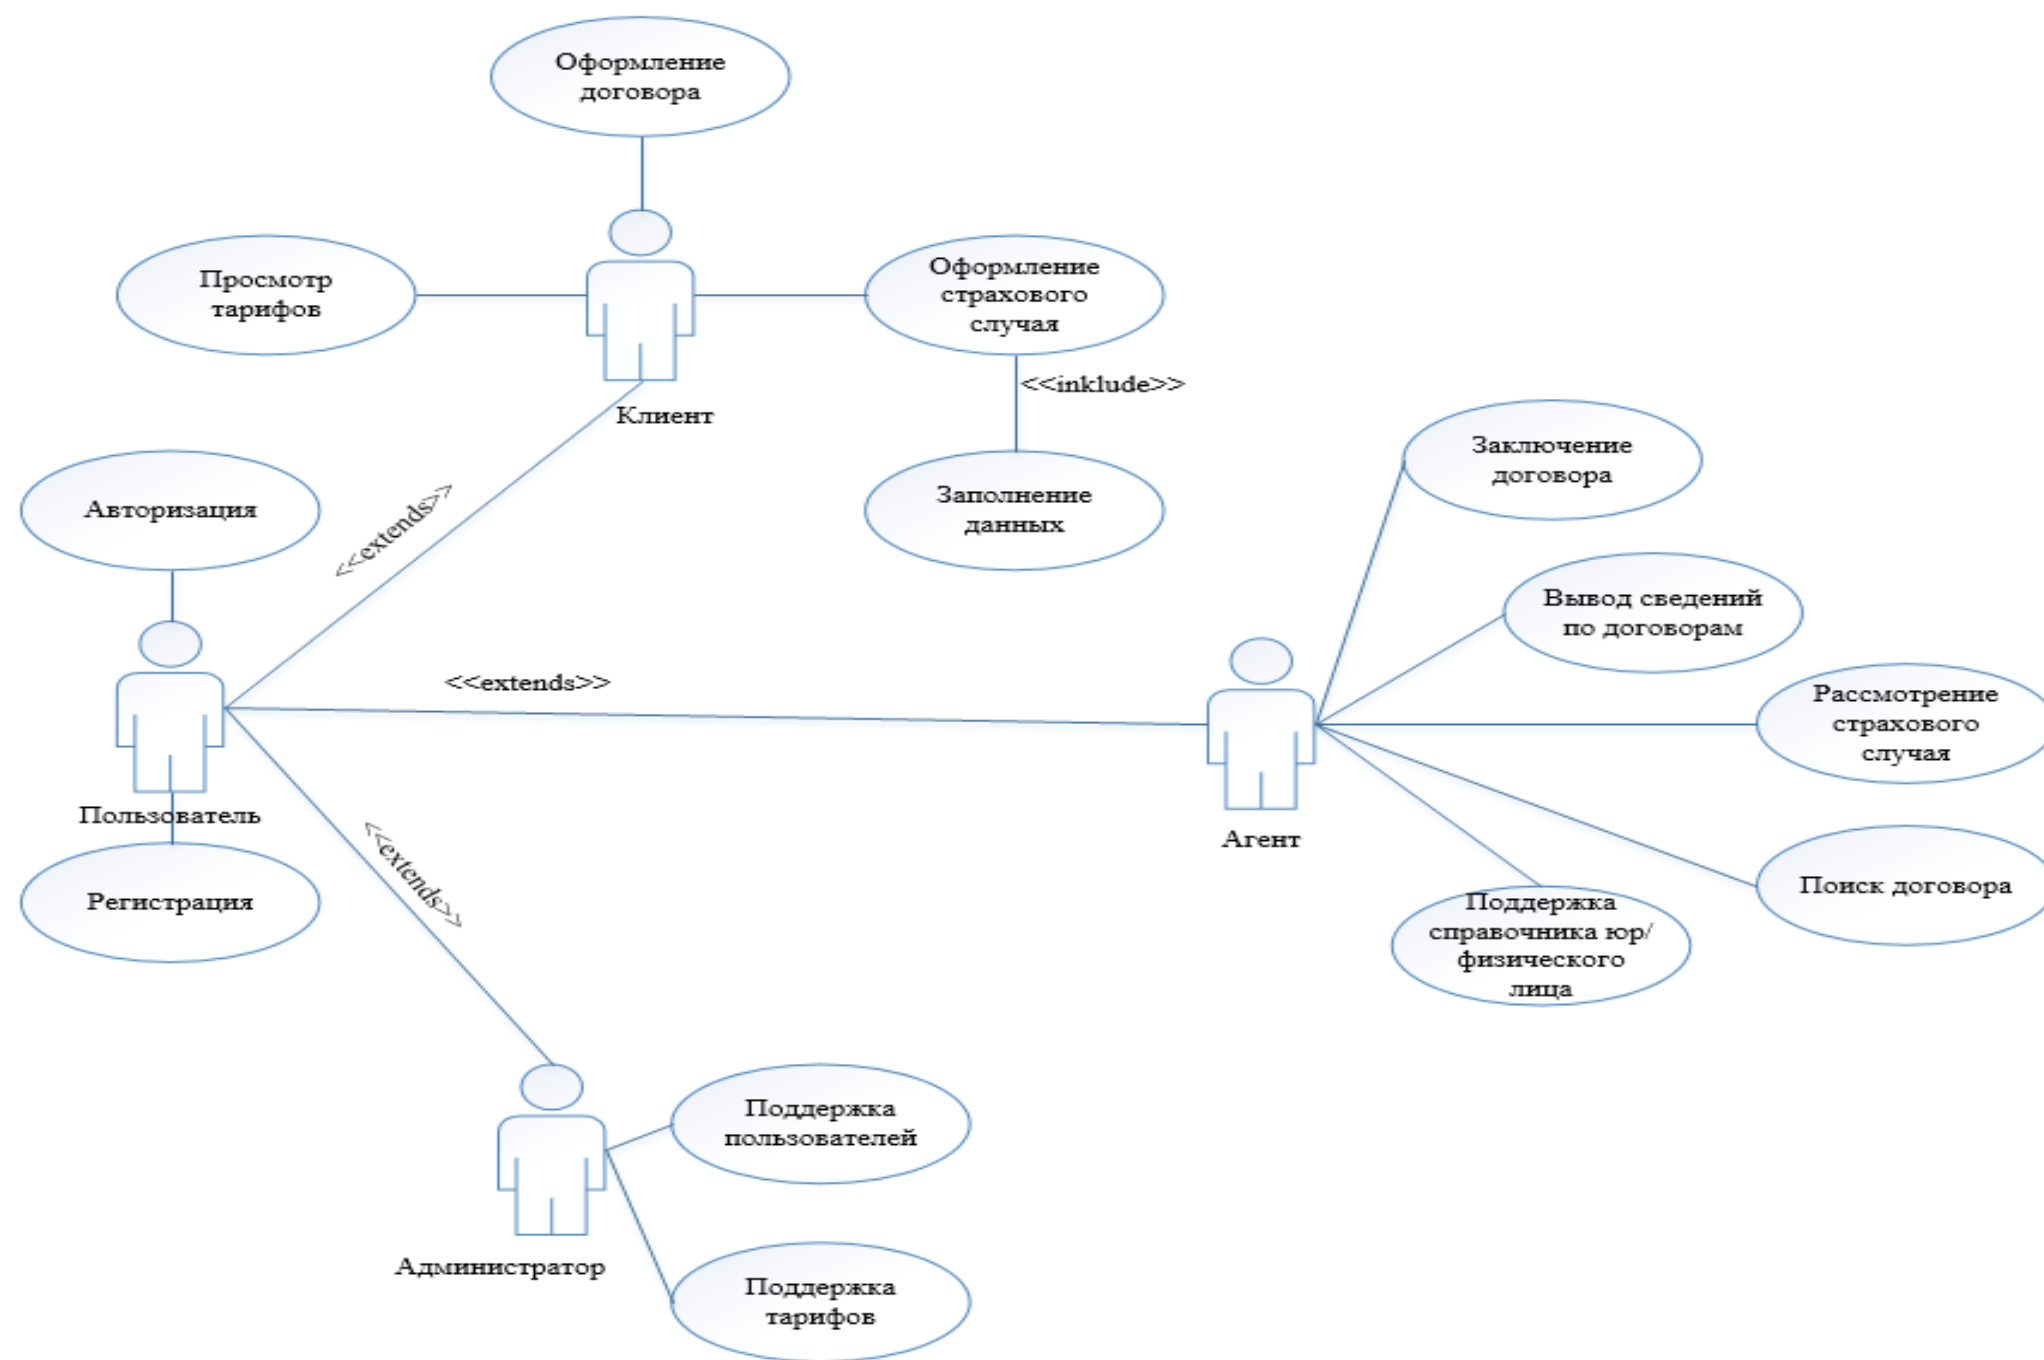 Оформление
договора
Просмотр
тарифов
Оформление
страхового
случая
<<inklude>>
Клиент
Заполнение
данных
<<extends>>
Авторизация
Заключение
договора
Вывод сведений
по договорам
<<extends>>
Рассмотрение
страхового
случая
Пользователь
Агент
<<extends>>
Регистрация
Поиск договора
Поддержка
справочника юр/
физического
лица
Поддержка
пользователей
Администратор
Поддержка
тарифов